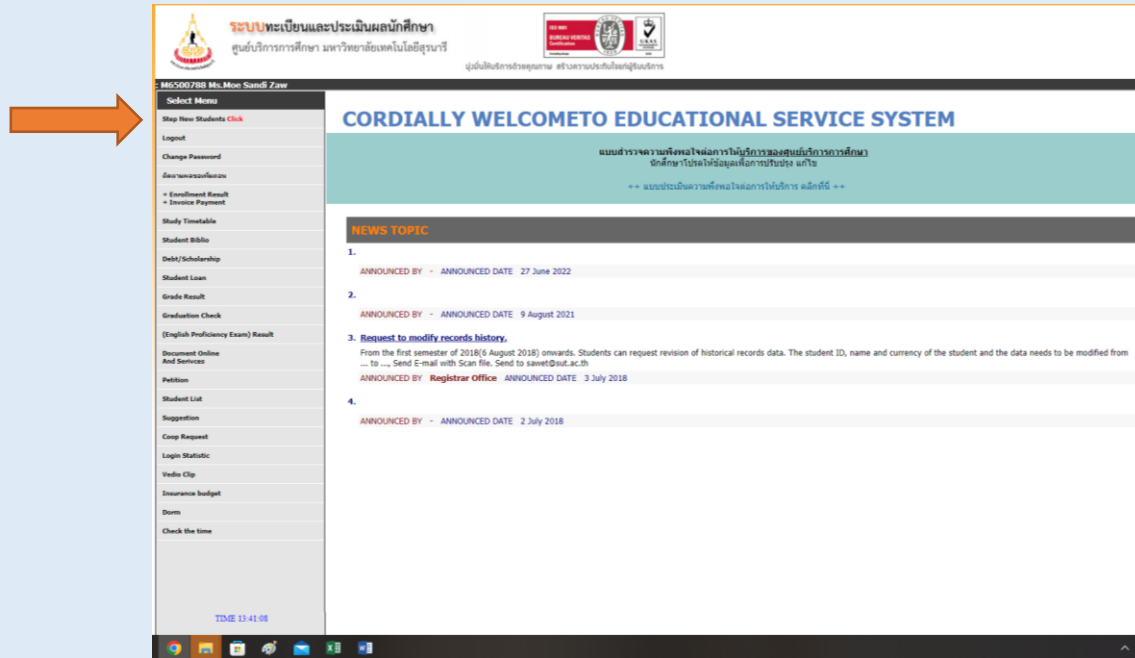 ระบบทะเบียนและประเมินผลนักศึกษา
ศูนย์บริการการศึกษา มหาวิทยาลัยเทคโนโลยีสุรนารี
ISO 9001
BUREAU VERITAS
Certification
UKAS
มุ่งมั่นให้บริการด้วยคุณภาพ สร้างความประทับใจแก่ผู้รับบริการ
: M6500788 Ms.Moe Sandi Zaw
Select Menu
Step New Students Click
Logout
Change Password
+ Enrollment Result
+ Invoice Payment
Study Timetable
Student Biblio
Debt/Scholarship
Student Loan
Grade Result
Graduation Check
(English Proficiency Exam) Result
Document Online
And Serivces
Petition
Student List
Suggestion
Coop Request
Login Statistic
Vedio Clip
Insurance budget
Dorm
Check the time
TIME 13:41:08
CORDIALLY WELCOMETO EDUCATIONAL SERVICE SYSTEM
แบบสำรวจความพึงพอใจต่อการให้บริการของศูนย์บริการการศึกษา
นักศึกษาโปรดให้ข้อมูลเพื่อการปรับปรุง แก้ไข
++ แบบประเมินความพึงพอใจต่อการให้บริการ คลิกที่นี่ ++
NEWS TOPIC
1.
ANNOUNCED BY - ANNOUNCED DATE 27 June 2022
2.
ANNOUNCED BY - ANNOUNCED DATE 9 August 2021
3. Request to modify records history.
From the first semester of 2018(6 August 2018) onwards. Students can request revision of historical records data. The student ID, name and currency of the student and the data needs to be modified from
... to ..., Send E-mail with Scan file. Send to sawet@sut.ac.th
ANNOUNCED BY Registrar Office ANNOUNCED DATE 3 July 2018
4.
ANNOUNCED BY - ANNOUNCED DATE 2 July 2018